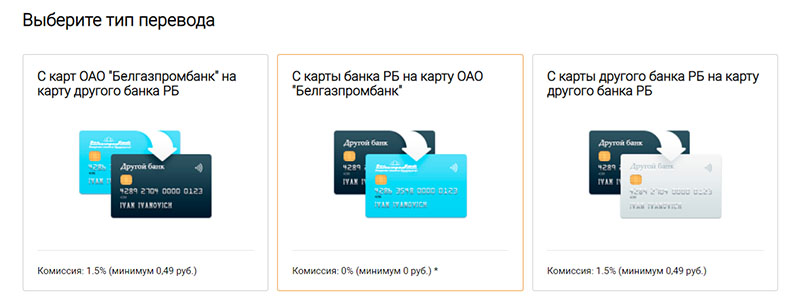 Выберите тип перевода
С карт ОАО "Белгазпромбанк" на
карту другого банка РБ
Другой банк
4289 2704 0000 0123
IVAN IVANOVICH
Комиссия: 1.5% (минимум 0,49 руб.)
С карты банка РБ на карту ОАО
"Белгазпромбанк"
Другой банк
4286 3548 0000 0123
IVAN IVANOVICH
Комиссия: 0% (минимум 0 руб.) *
С карты другого банка РБ на карту
другого банка РБ
Другой банк
Другой банк
4289 2704 0000 0123
IVAN IVANOVICH
Комиссия: 1.5% (минимум 0,49 руб.)